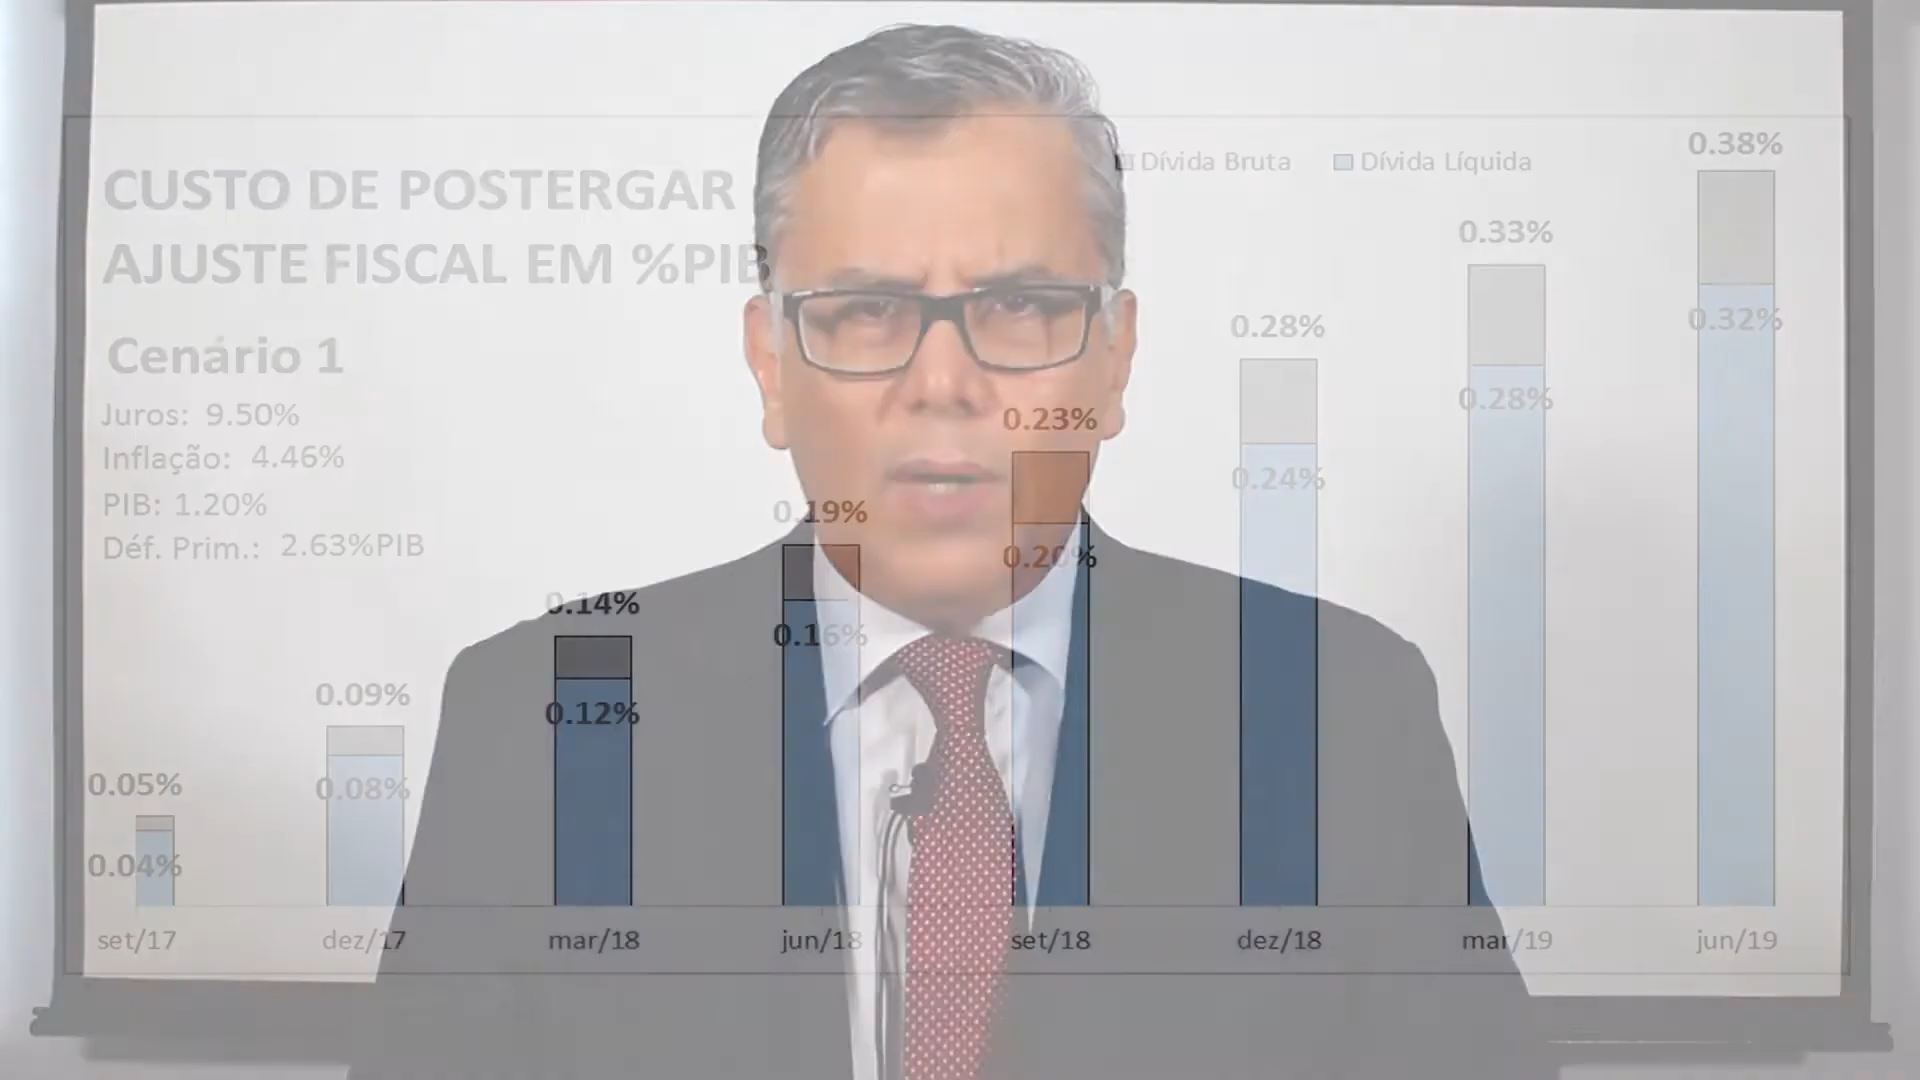 CUSTO DE POSTERGAR
AJUSTE FISCAL EM %PIB
Cenário 1
Juros: 9.50%
Inflação: 4.46%
PIB: 1.20%
Déf. Prim.: 2.63%PIB
Dívida Bruta Dívida Líquida
0.38%
0.33%
0.32%
0.28%
0.28%
0.23%
0.24%
0.19%
0.20%
0.14%
0.16%
0.09%
0.12%
0.05%
0.08%
0.04%
set/17 dez/17 mar/18 jun/18 set/18 dez/18 mar/19 jun/19